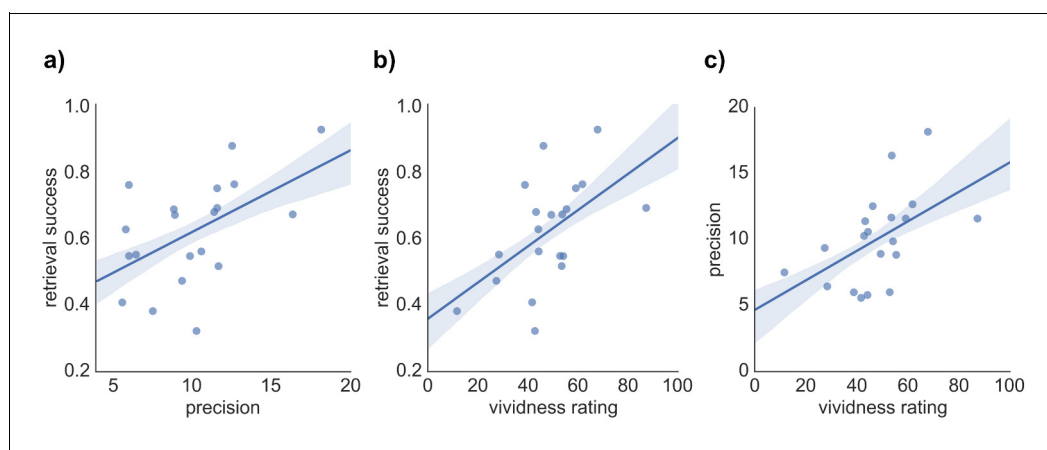 a)
retrieval success
1.0
0.8
0.6
0.4
0.2
5 10 15 20
precision
b)
retrieval success
1.0
0.8
0.6
0.4
0.2
0 20 40 60 80 100
vividness rating
c)
precision
20
15
10
5
0
0 20 40 60 80 100
vividness rating